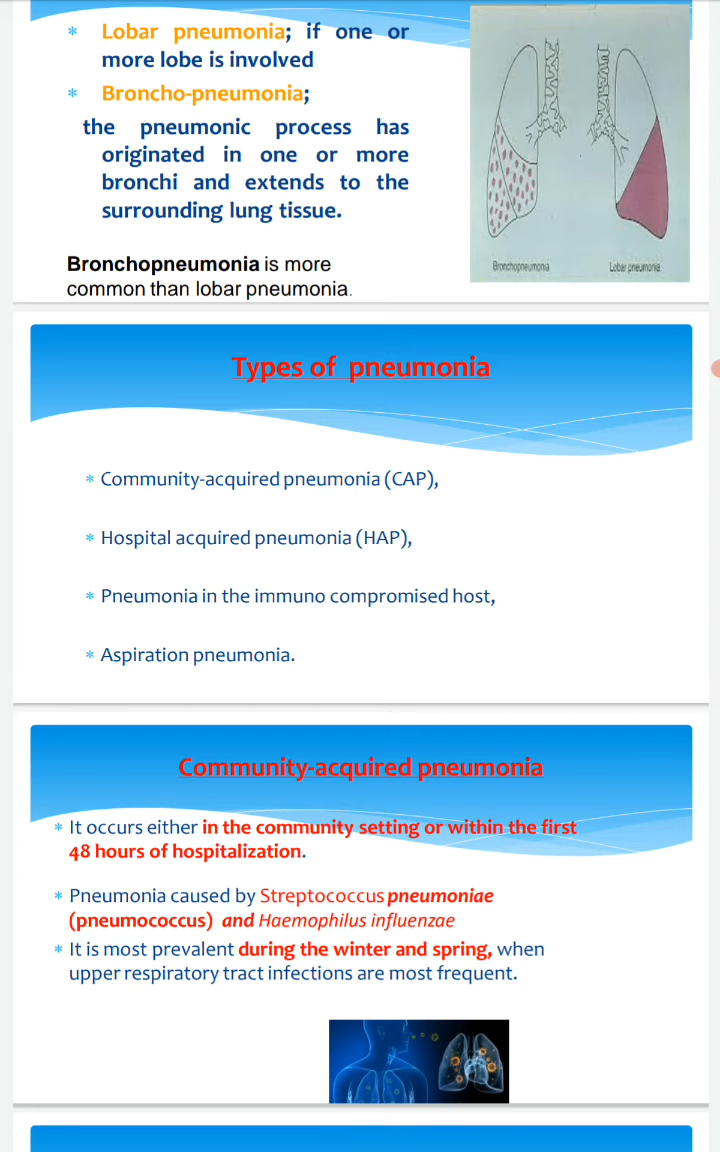 * Lobar pneumonia; if one or
more lobe is involved
* Broncho-pneumonia;
the pneumonic process has
originated in one or more
bronchi and extends to the
surrounding lung tissue.
Bronchopneumonia is more
common than lobar pneumonia.
Bronchopneumonia
Lobar pneumonia
Types of pneumonia
* Community-acquired pneumonia (CAP),
* Hospital acquired pneumonia (HAP),
* Pneumonia in the immuno compromised host,
* Aspiration pneumonia.
Community-acquired pneumonia
* It occurs either in the community setting or within the first
48 hours of hospitalization.
* Pneumonia caused by Streptococcus pneumoniae
(pneumococcus) and Haemophilus influenzae
* It is most prevalent during the winter and spring, when
upper respiratory tract infections are most frequent.